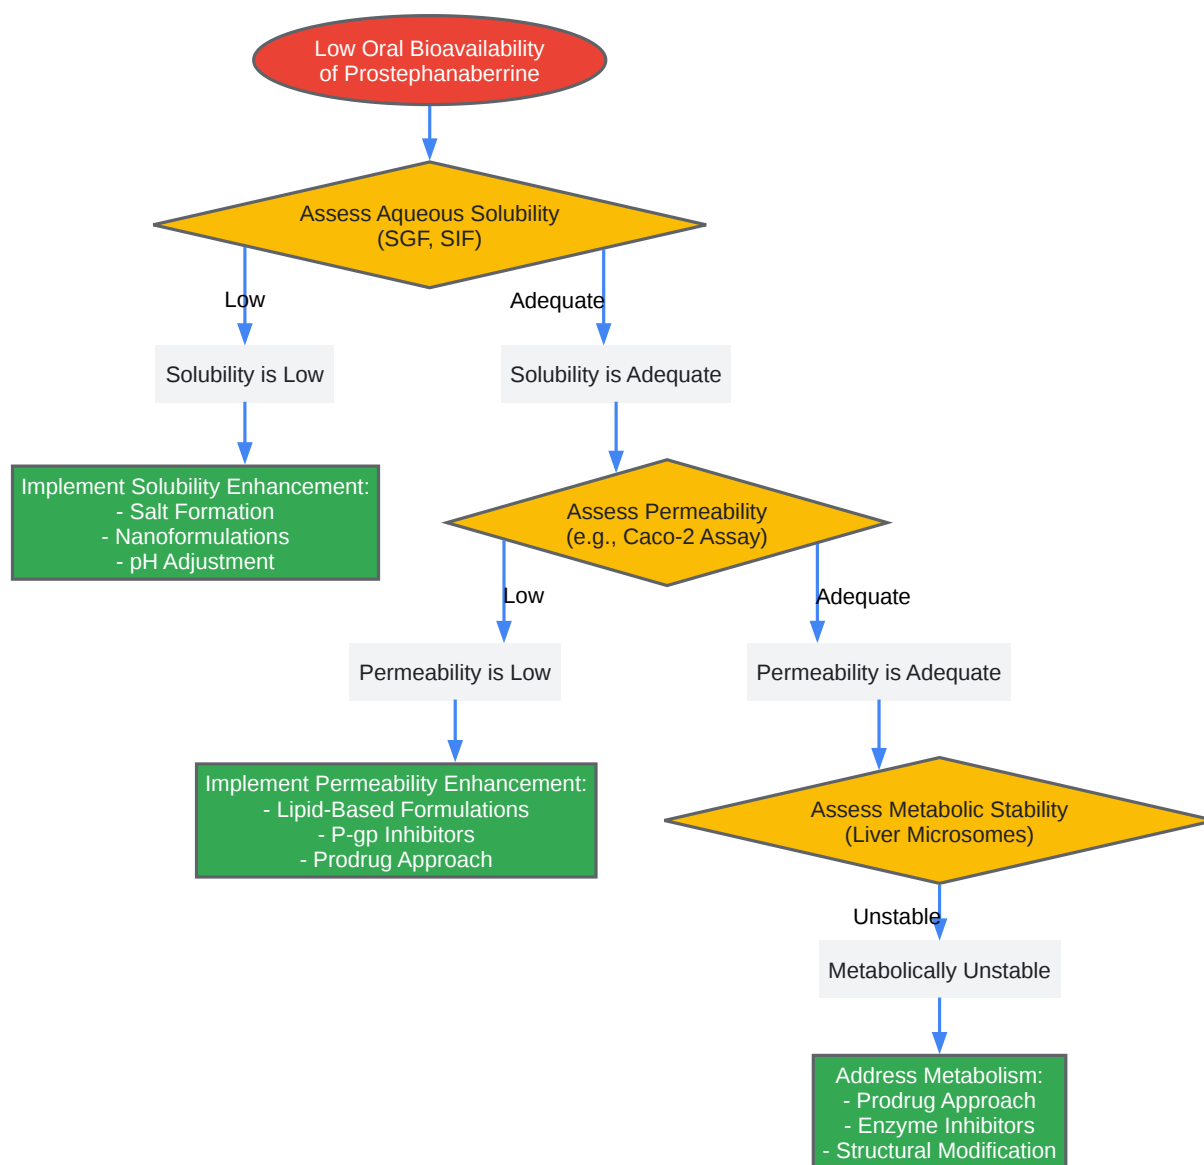 Low Oral Bioavailability
of Prostephanaberrine
Assess Aqueous Solubility
(SGF, SIF)
Low
Adequate
Solubility is Low
Solubility is Adequate
Implement Solubility Enhancement:
- Salt Formation
- Nanoformulations
- pH Adjustment
Assess Permeability
(e.g., Caco-2 Assay)
Low
Adequate
Permeability is Low
Permeability is Adequate
Implement Permeability Enhancement:
- Lipid-Based Formulations
- P-gp Inhibitors
- Prodrug Approach
Assess Metabolic Stability
(Liver Microsomes)
Unstable
Metabolically Unstable
Address Metabolism:
- Prodrug Approach
- Enzyme Inhibitors
- Structural Modification